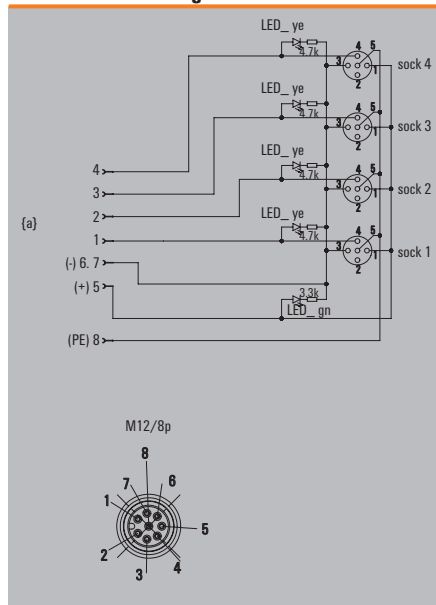 LED_ ye
4.7k
4
5
3
1
2
sock 4
LED_ ye
4.7k
4
5
3
1
2
sock 3
LED_ ye
4.7k
4
5
3
1
2
sock 2
LED_ ye
4.7k
4
5
3
1
2
sock 1
{a}
4
3
2
1
(-) 6. 7
(+) 5
3.3k
LED_ gn
(PE) 8
M12/8p
8
7
6
1
5
2
4
3